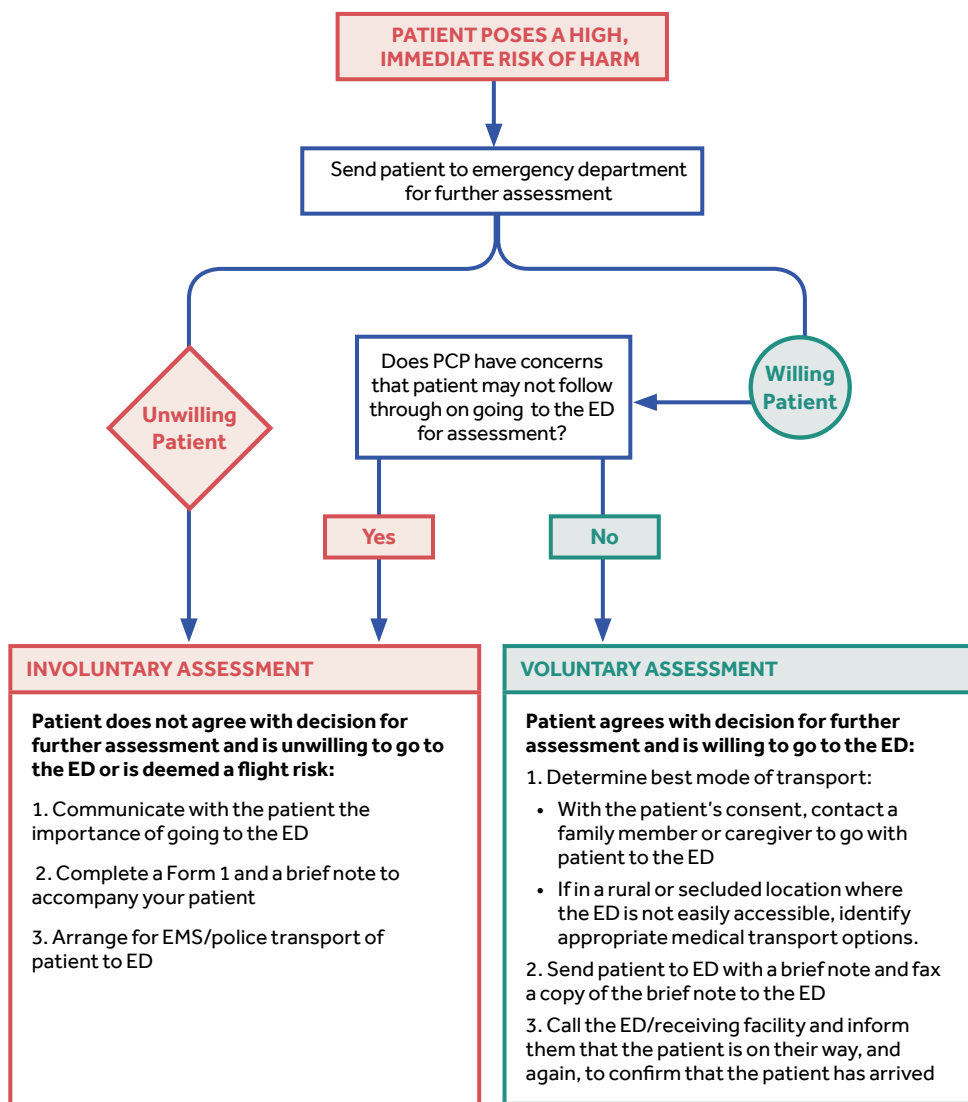 PATIENT POSES A HIGH,
IMMEDIATE RISK OF HARM
Send patient to emergency department
for further assessment
Unwilling
Patient
Does PCP have concerns
that patient may not follow
through on going to the ED
for assessment?
Willing
Patient
Yes
No
INVOLUNTARY ASSESSMENT
Patient does not agree with decision for
further assessment and is unwilling to go to
the ED or is deemed a flight risk:
1. Communicate with the patient the
importance of going to the ED
2. Complete a Form 1 and a brief note to
accompany your patient
3. Arrange for EMS/police transport of
patient to ED
VOLUNTARY ASSESSMENT
Patient agrees with decision for further
assessment and is willing to go to the ED:
1. Determine best mode of transport:
• With the patient's consent, contact a
family member or caregiver to go with
patient to the ED
• If in a rural or secluded location where
the ED is not easily accessible, identify
appropriate medical transport options.
2. Send patient to ED with a brief note and fax
a copy of the brief note to the ED
3. Call the ED/receiving facility and inform
them that the patient is on their way, and
again, to confirm that the patient has arrived